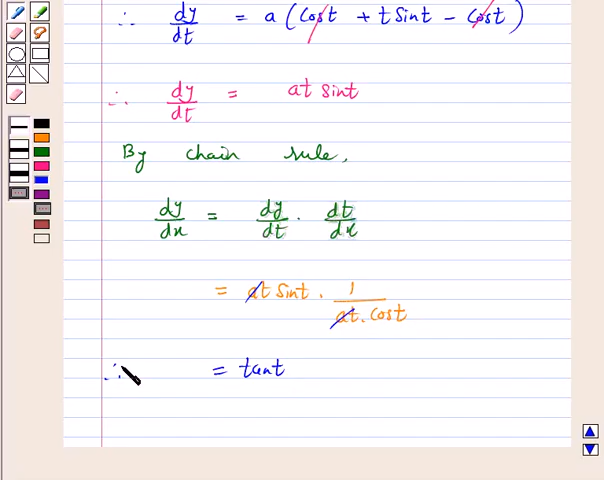 ∴ dy/dt = a ( cost + t sint - cost )
∴ dy/dt = at sint
By chain rule,
dy/dx = dy/dt . dt/dx
= at sint . 1/at.cost
∴ = tant